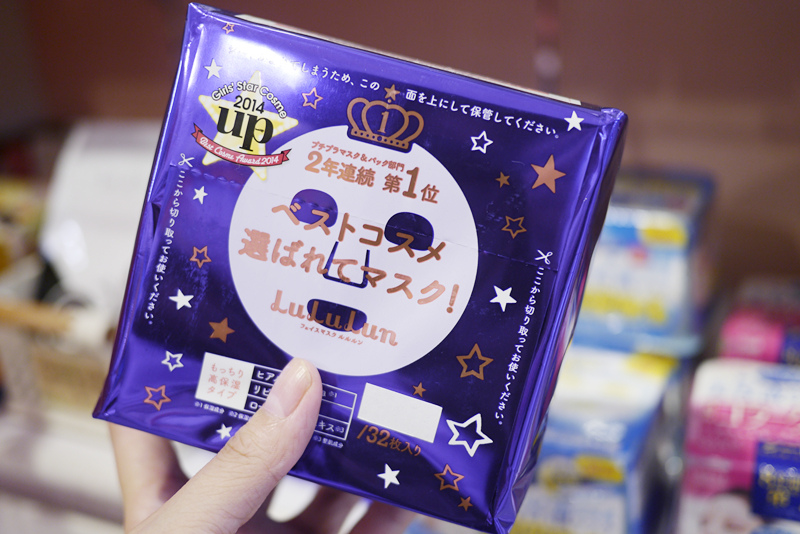 しまうため、この面を上にして保管してください。
Girls' Star Cosme
2014
up
Best Cosme Award 2014
1
プチプラマスク&パック部門
2年連続 第1位
ベストコスメ
選ばれてマスク!
LuLuLun
フェイスマスク ルルルン
ここから切り取ってお使いください。
ここから切り取ってお使いください。
もっちり
高保湿
タイプ
ヒア
リピ
キス※3
/32枚入り